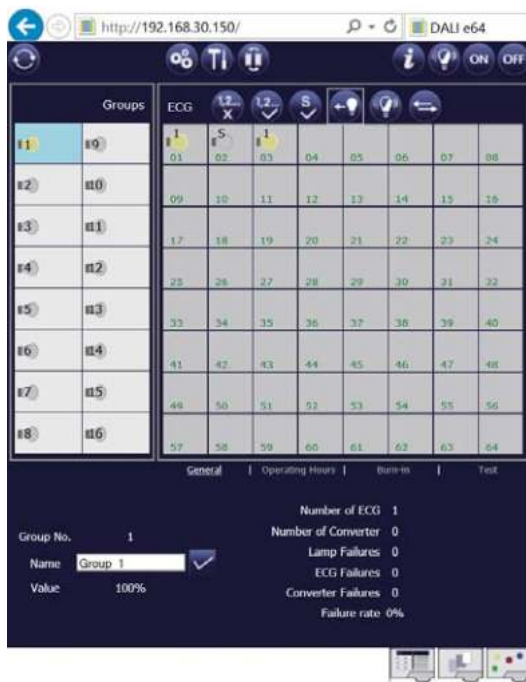 http://192.168.30.150/
DALI e64
i ON OFF
Groups
ECG 1,2... X 1,2... S
1 9
2 10
3 11
4 12
5 13
6 14
7 15
8 16
1 S 1
01 02 03 04 05 06 07 08
09 10 11 12 13 14 15 16
17 18 19 20 21 22 23 24
25 26 27 28 29 30 31 32
33 34 35 36 37 38 39 40
41 42 43 44 45 46 47 48
49 50 51 52 53 54 55 56
57 58 59 60 61 62 63 64
General | Operating Hours | Burn-in | Test
Group No. 1
Name Group 1
Value 100%
Number of ECG 1
Number of Converter 0
Lamp Failures 0
ECG Failures 0
Converter Failures 0
Failure rate 0%